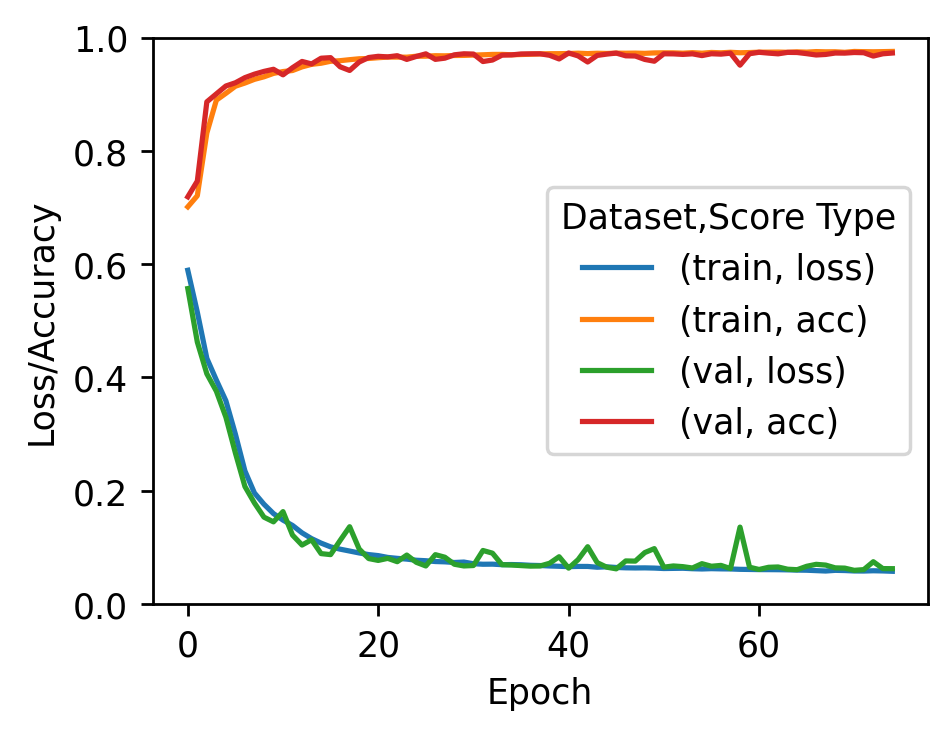 1.0
0.8
0.6
0.4
0.2
0.0
Loss/Accuracy
Dataset,Score Type
(train, loss)
(train, acc)
(val, loss)
(val, acc)
0 20 40 60
Epoch